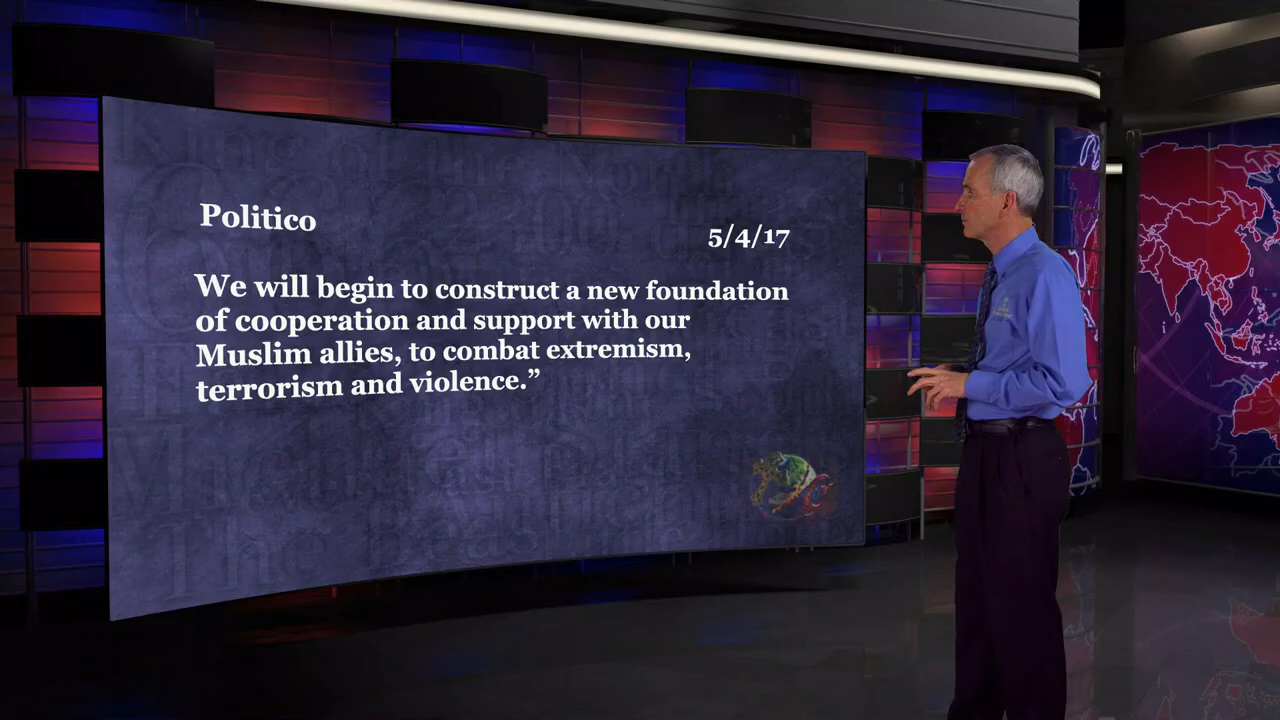 Politico
5/4/17
We will begin to construct a new foundation
of cooperation and support with our
Muslim allies, to combat extremism,
terrorism and violence.”